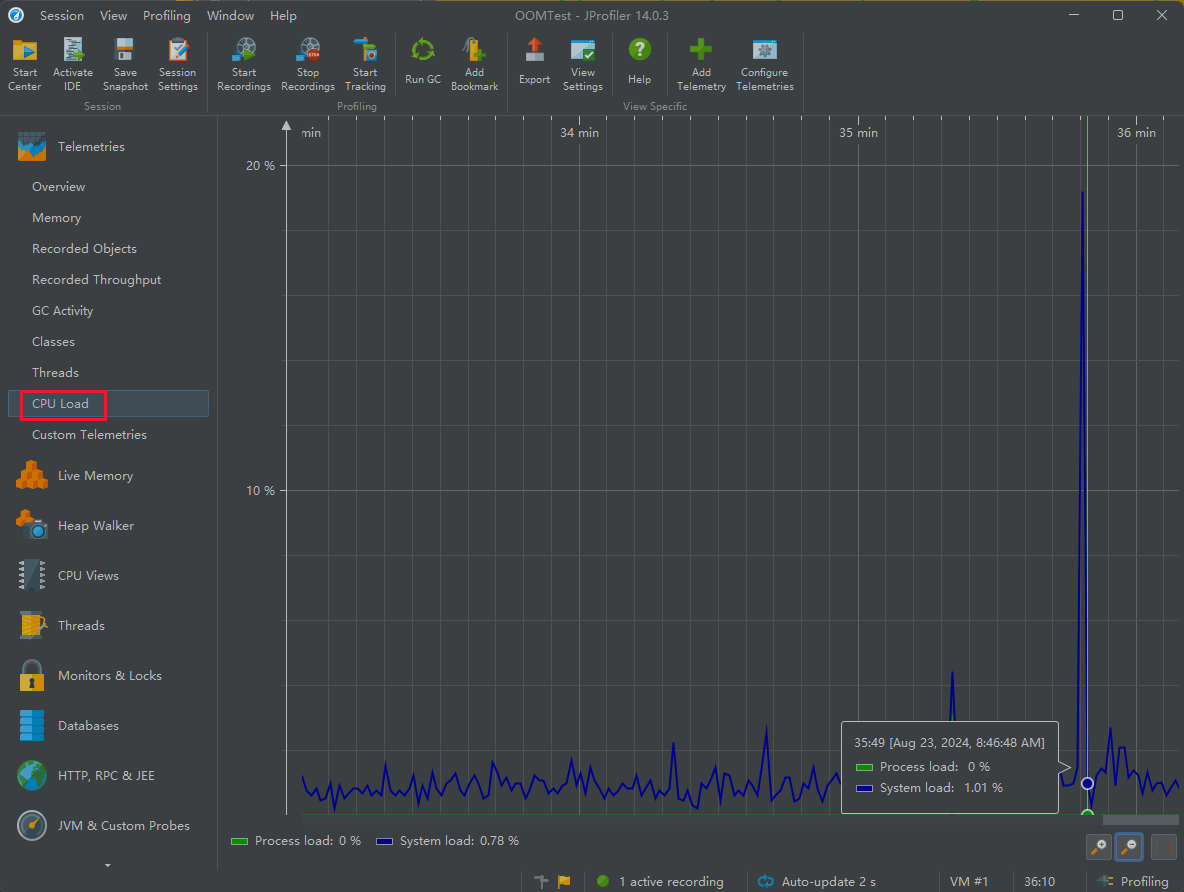 Session View Profiling Window Help OOMTest - JProfiler 14.0.3
Start Center
Activate IDE
Save Snapshot
Session Settings
Start Recordings
Stop Recordings
Start Tracking
Run GC
Add Bookmark
Export
View Settings
Help
Add Telemetry
Configure Telemetries
Session Profiling View Specific
Telemetries
Overview
Memory
Recorded Objects
Recorded Throughput
GC Activity
Classes
Threads
CPU Load
Custom Telemetries
Live Memory
Heap Walker
CPU Views
Threads
Monitors & Locks
Databases
HTTP, RPC & JEE
JVM & Custom Probes
min 34 min 35 min 36 min
20 %
10 %
35:49 [Aug 23, 2024, 8:46:48 AM]
Process load: 0 %
System load: 1.01 %
Process load: 0 % System load: 0.78 %
1 active recording Auto-update 2 s VM #1 36:10 Profiling